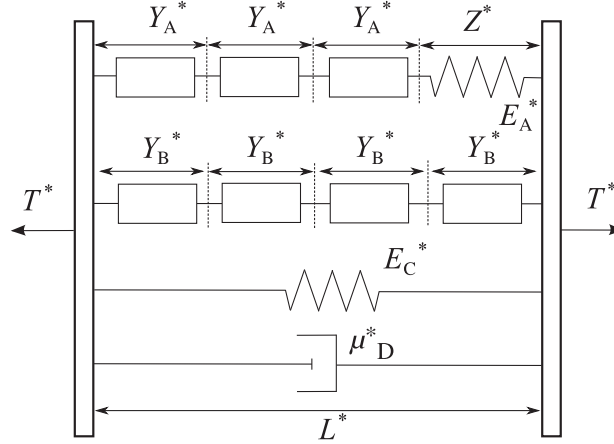 Y_A^* Y_A^* Y_A^* Z^*
E_A^*
Y_B^* Y_B^* Y_B^* Y_B^*
T^* T^*
E_C^*
μ^*_D
L^*